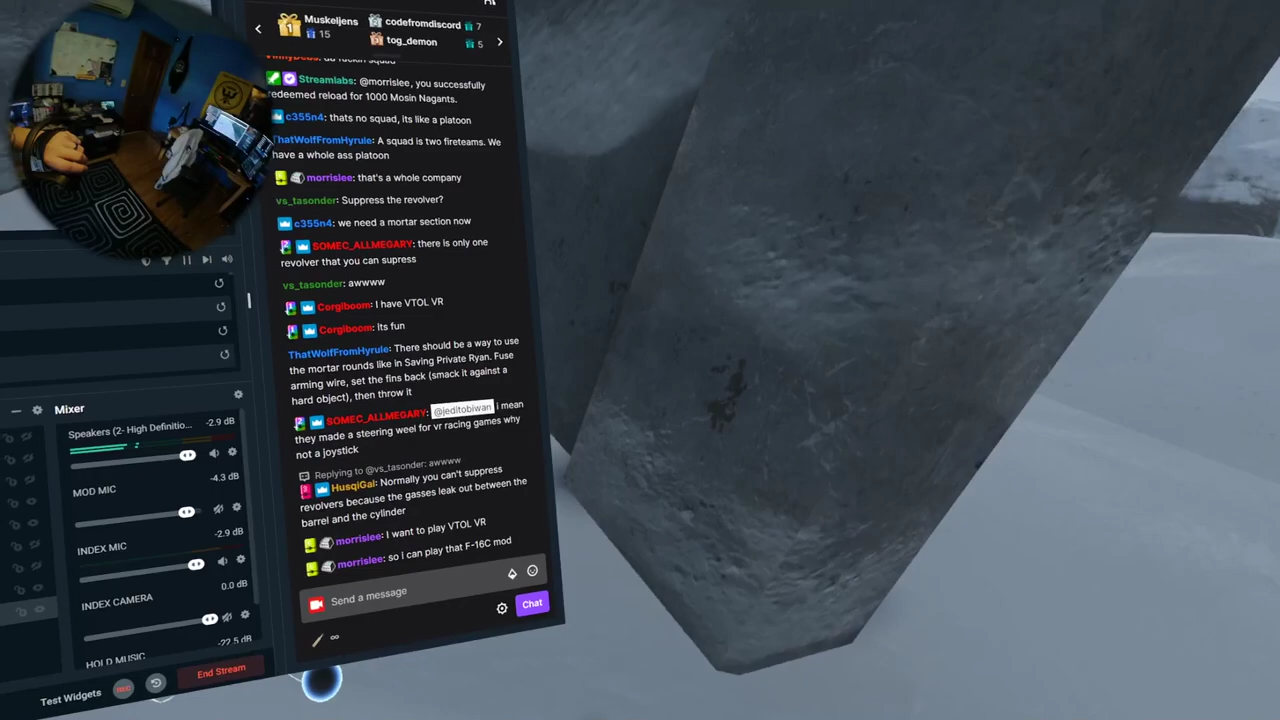 Muskeljens
15
codefromdiscord 7
tog_demon 5
Streamlabs: @morrislee, you successfully
redeemed reload for 1000 Mosin Nagants.
c355n4: thats no squad, its like a platoon
ThatWolfFromHyrule: A squad is two fireteams. We
have a whole ass platoon
morrislee: that's a whole company
vs_tasonder: Suppress the revolver?
c355n4: we need a mortar section now
SOMEC_ALLMEGARY: there is only one
revolver that you can supress
vs_tasonder: awwww
Corgiboom: I have VTOL VR
Corgiboom: Its fun
ThatWolfFromHyrule: There should be a way to use
the mortar rounds like in Saving Private Ryan. Fuse
arming wire, set the fins back (smack it against a
hard object), then throw it
SOMEC_ALLMEGARY: @jeditobiwan i mean
they made a steering weel for vr racing games why
not a joystick
Replying to @vs_tasonder: awwww
HusqiGal: Normally you can't suppress
revolvers because the gasses leak out between the
barrel and the cylinder
morrislee: I want to play VTOL VR
morrislee: so i can play that F-16C mod
Send a message
Chat
Mixer
Speakers (2- High Definitio... -2.9 dB
MOD MIC -4.3 dB
INDEX MIC -2.9 dB
INDEX CAMERA 0.0 dB
HOLD MUSIC -22.5 dB
Test Widgets
REC
End Stream